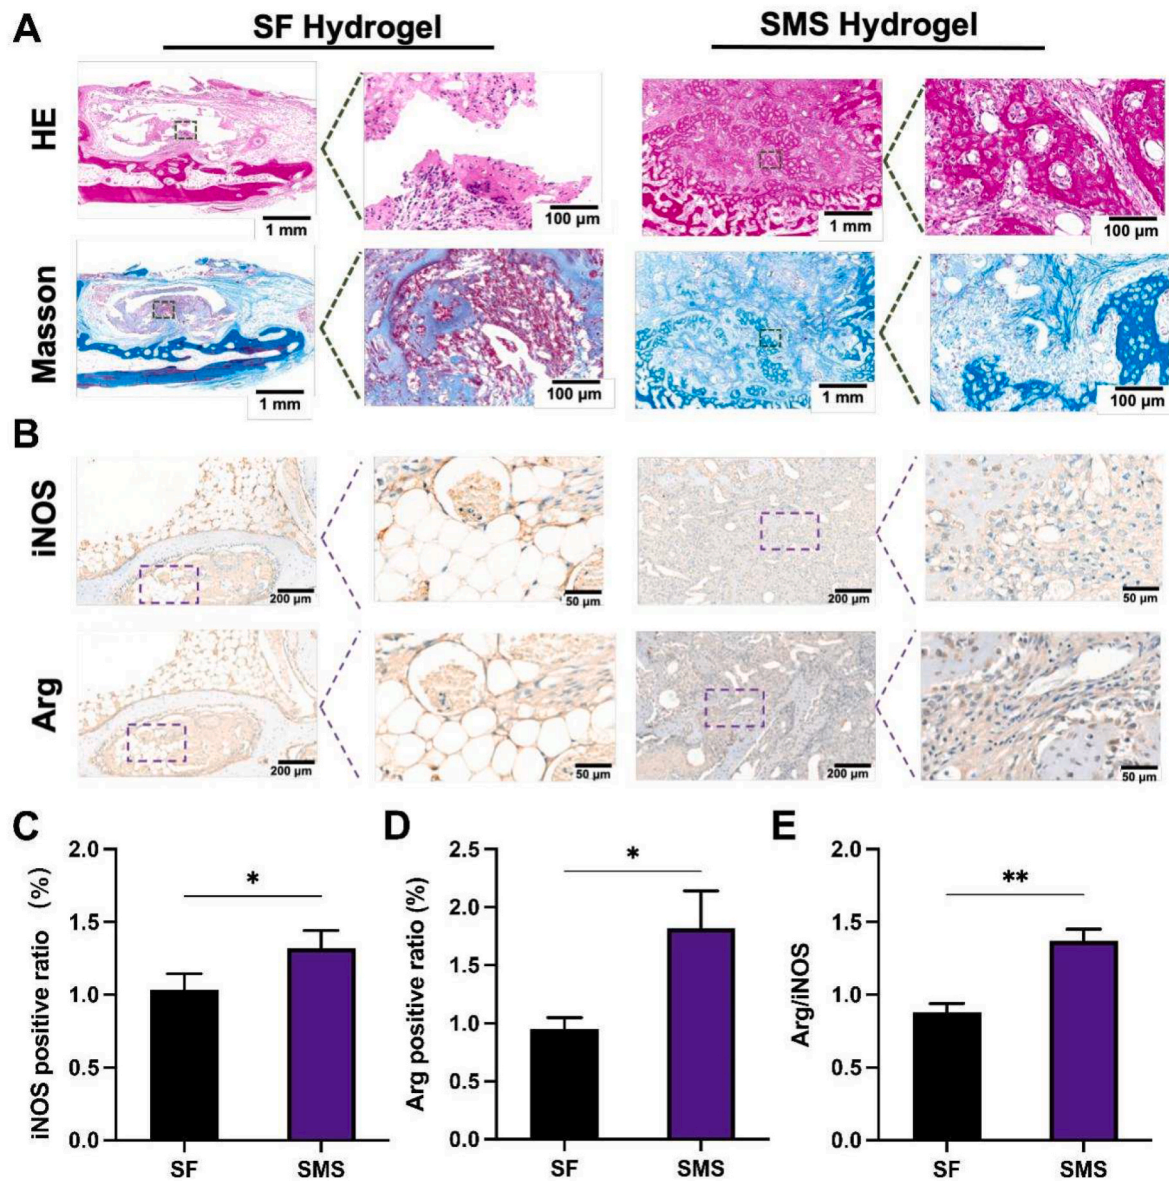 A
SF Hydrogel
SMS Hydrogel
HE
1 mm
100 µm
1 mm
100 µm
Masson
1 mm
100 µm
1 mm
100 µm
B
iNOS
200 µm
50 µm
200 µm
50 µm
Arg
200 µm
50 µm
200 µm
50 µm
C
iNOS positive ratio (%)
2.0
1.5
1.0
0.5
0.0
*
SF
SMS
D
Arg positive ratio (%)
2.5
2.0
1.5
1.0
0.5
0.0
*
SF
SMS
E
Arg/iNOS
2.0
1.5
1.0
0.5
0.0
**
SF
SMS